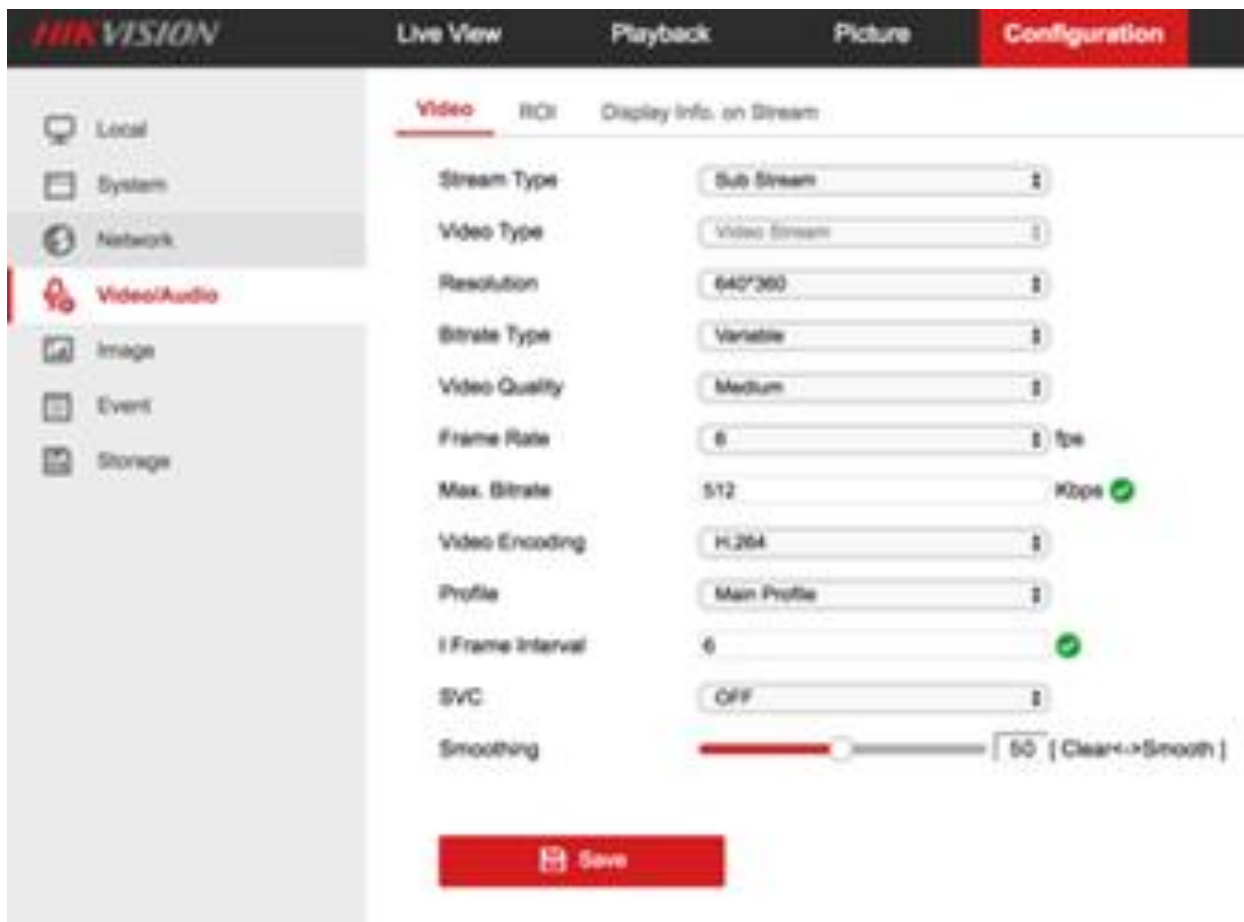 HIKVISION Live View Playback Picture Configuration
Local
System
Network
Video/Audio
Image
Event
Storage
Video ROI Display Info. on Stream
Stream Type Sub Stream
Video Type Video Stream
Resolution 640*360
Bitrate Type Variable
Video Quality Medium
Frame Rate 6 fps
Max. Bitrate 512 Kbps
Video Encoding H.264
Profile Main Profile
I Frame Interval 6
SVC OFF
Smoothing 50 [ Clear<->Smooth ]
Save